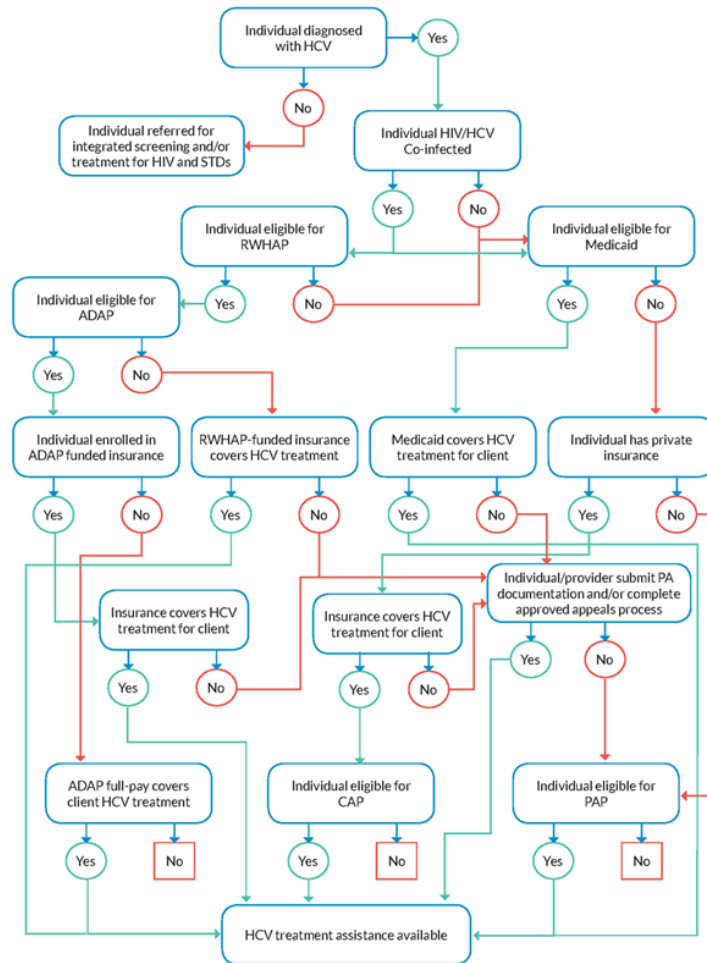 Individual diagnosed
with HCV
Yes
No
Individual referred for
integrated screening and/or
treatment for HIV and STDs
Individual HIV/HCV
Co-infected
Yes
No
Individual eligible for
RWHAP
Individual eligible for
Medicaid
Yes
No
Yes
No
Individual eligible for
ADAP
Yes
No
Individual enrolled in
ADAP funded insurance
RWHAP-funded insurance
covers HCV treatment
Medicaid covers HCV
treatment for client
Individual has private
insurance
Yes
No
Yes
No
Yes
No
Yes
No
Individual/provider submit PA
documentation and/or complete
approved appeals process
Insurance covers HCV
treatment for client
Insurance covers HCV
treatment for client
Yes
No
Yes
No
Yes
No
ADAP full-pay covers
client HCV treatment
Individual eligible for
CAP
Individual eligible for
PAP
Yes
No
Yes
No
Yes
No
HCV treatment assistance available